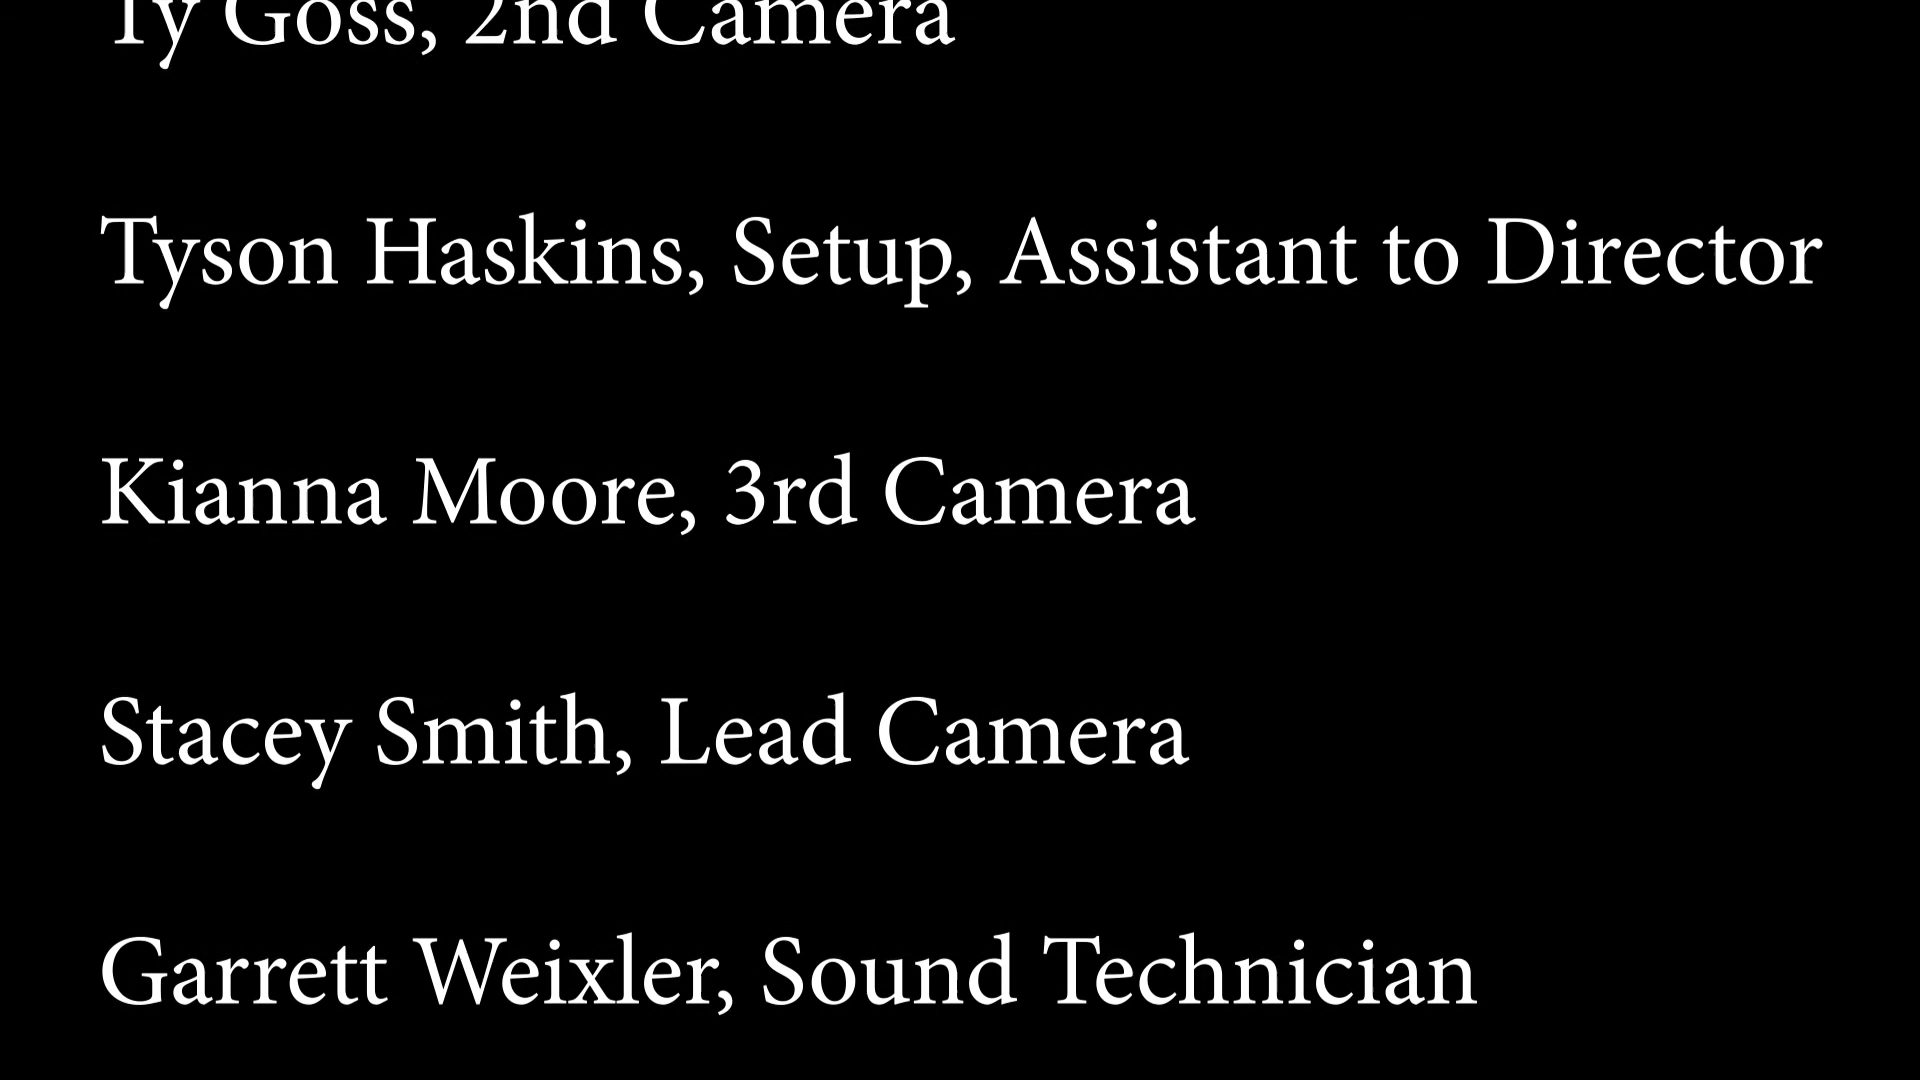 Ty Goss, 2nd Camera
Tyson Haskins, Setup, Assistant to Director
Kianna Moore, 3rd Camera
Stacey Smith, Lead Camera
Garrett Weixler, Sound Technician